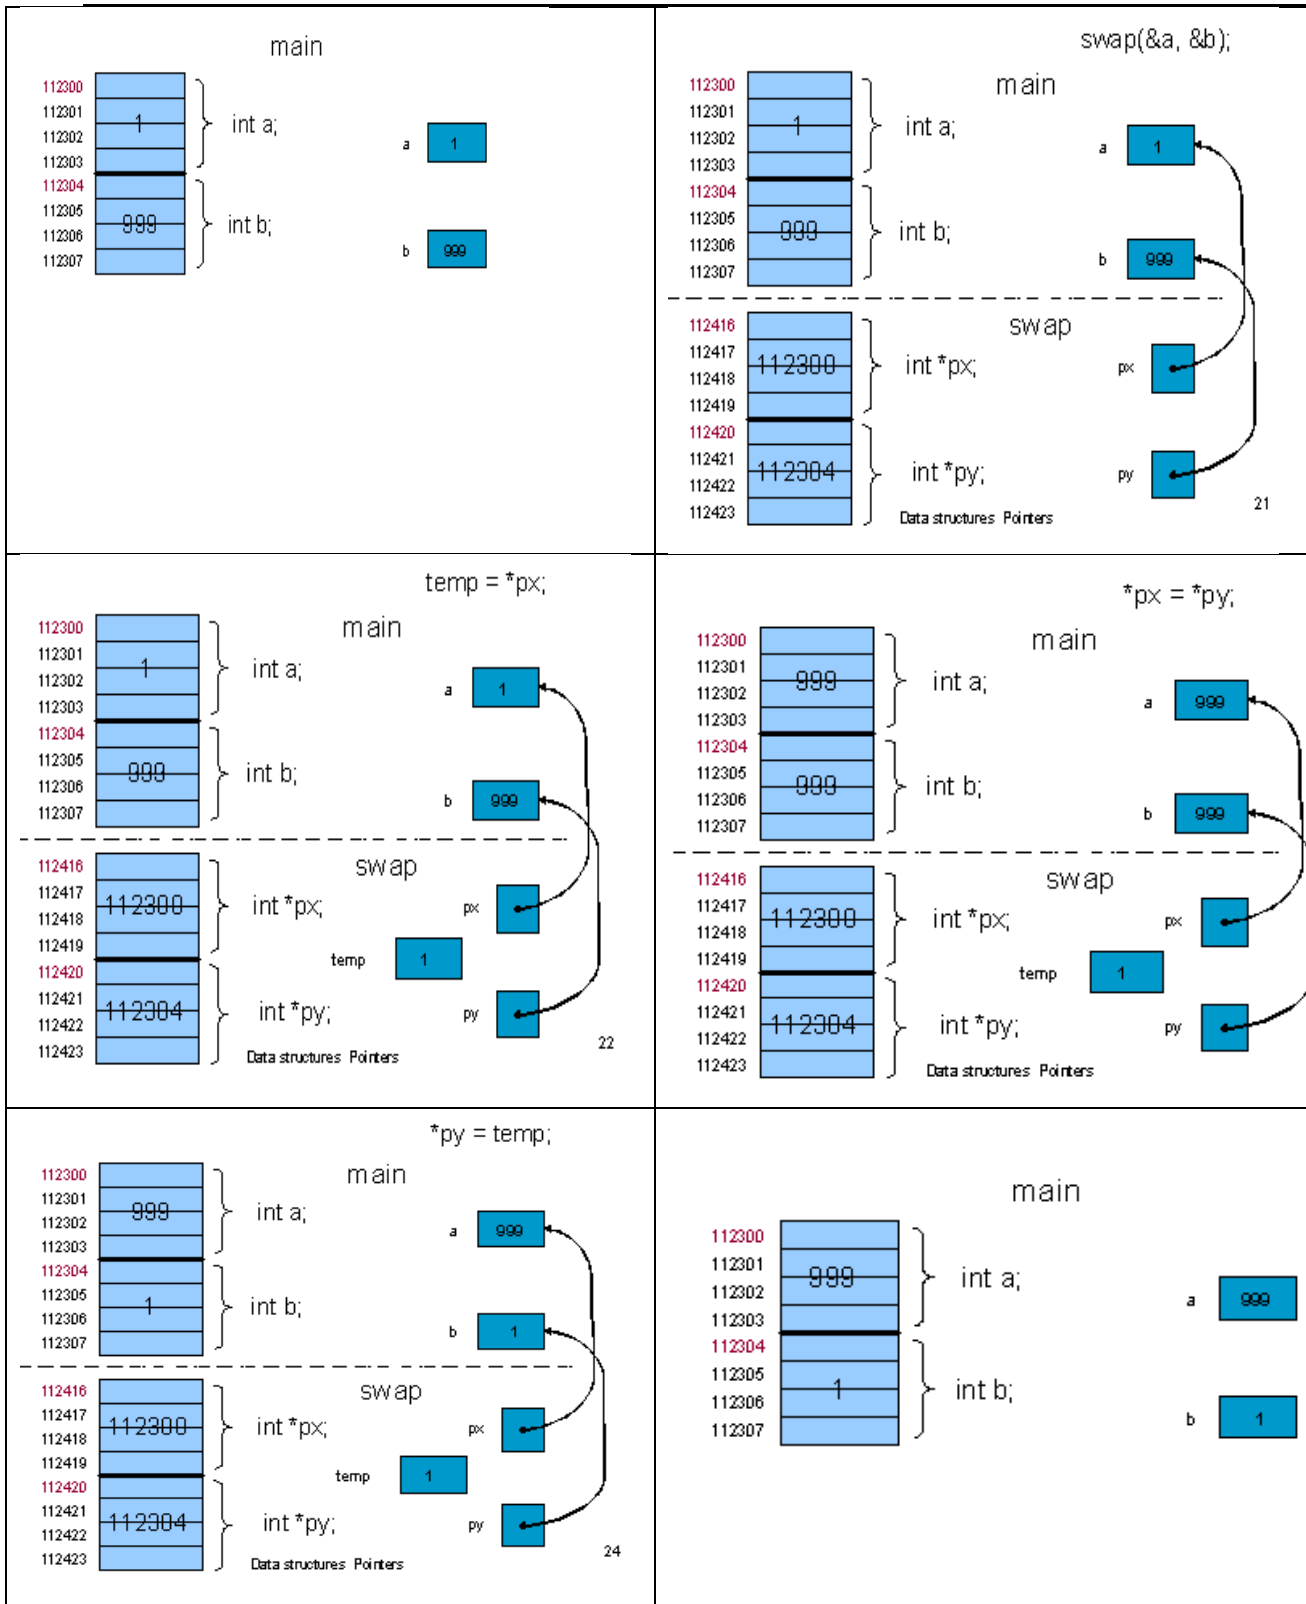 main
112300
112301
112302
112303
1
int a;
112304
112305
112306
112307
999
int b;
a 1
b 999
swap(&a, &b);
main
112300
112301
112302
112303
1
int a;
112304
112305
112306
112307
999
int b;
a 1
b 999
swap
112416
112417
112418
112419
112300
int *px;
112420
112421
112422
112423
112304
int *py;
px
py
Data structures Pointers
21
temp = *px;
main
112300
112301
112302
112303
1
int a;
112304
112305
112306
112307
999
int b;
a 1
b 999
swap
112416
112417
112418
112419
112300
int *px;
112420
112421
112422
112423
112304
int *py;
px
temp 1
py
Data structures Pointers
22
*px = *py;
main
112300
112301
112302
112303
999
int a;
112304
112305
112306
112307
999
int b;
a 999
b 999
swap
112416
112417
112418
112419
112300
int *px;
112420
112421
112422
112423
112304
int *py;
px
temp 1
py
Data structures Pointers
*py = temp;
main
112300
112301
112302
112303
999
int a;
112304
112305
112306
112307
1
int b;
a 999
b 1
swap
112416
112417
112418
112419
112300
int *px;
112420
112421
112422
112423
112304
int *py;
px
temp 1
py
Data structures Pointers
24
main
112300
112301
112302
112303
999
int a;
112304
112305
112306
112307
1
int b;
a 999
b 1